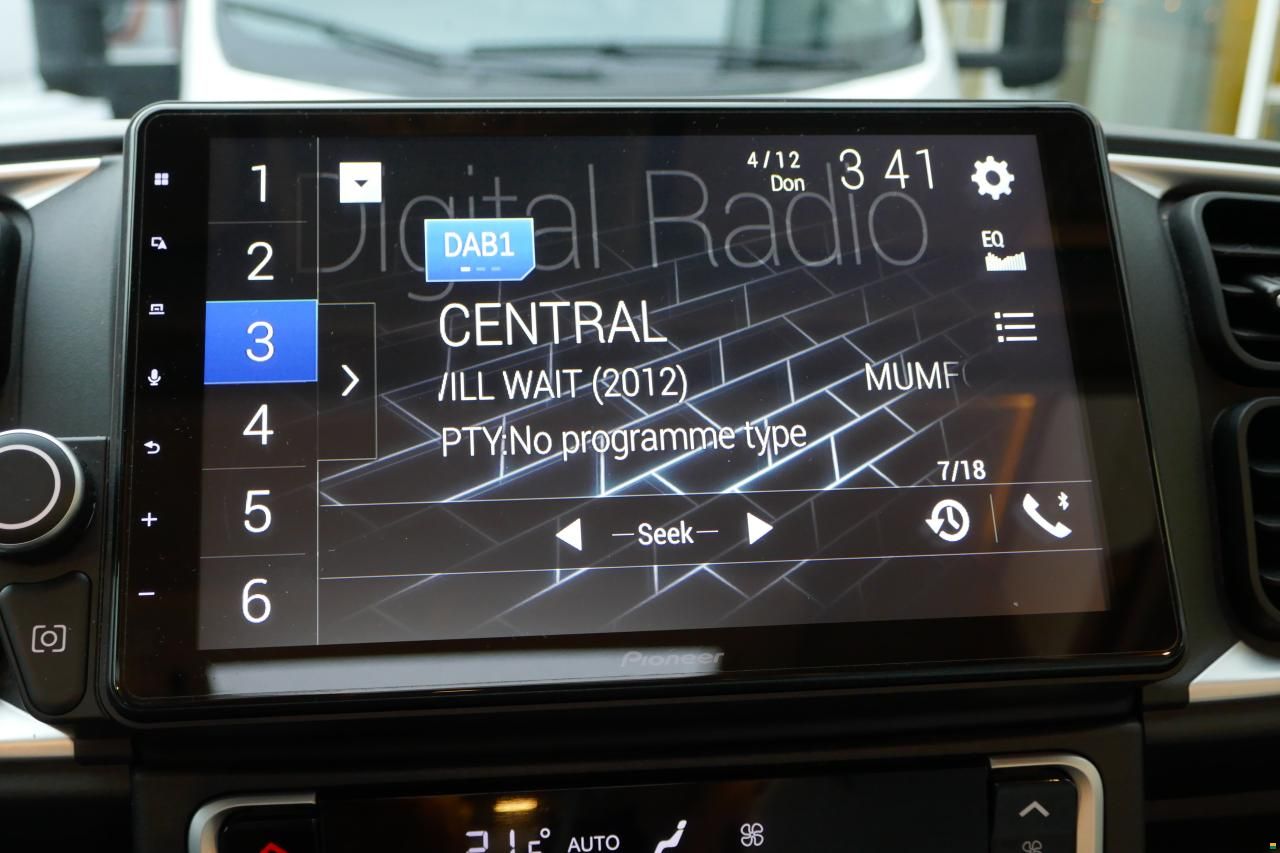 1
2
3
4
5
6
Digital Radio
4/12
Don
3 41
DAB1
EQ
CENTRAL
/ILL WAIT (2012) MUMF
PTY:No programme type
7/18
Seek
Pioneer
AUTO